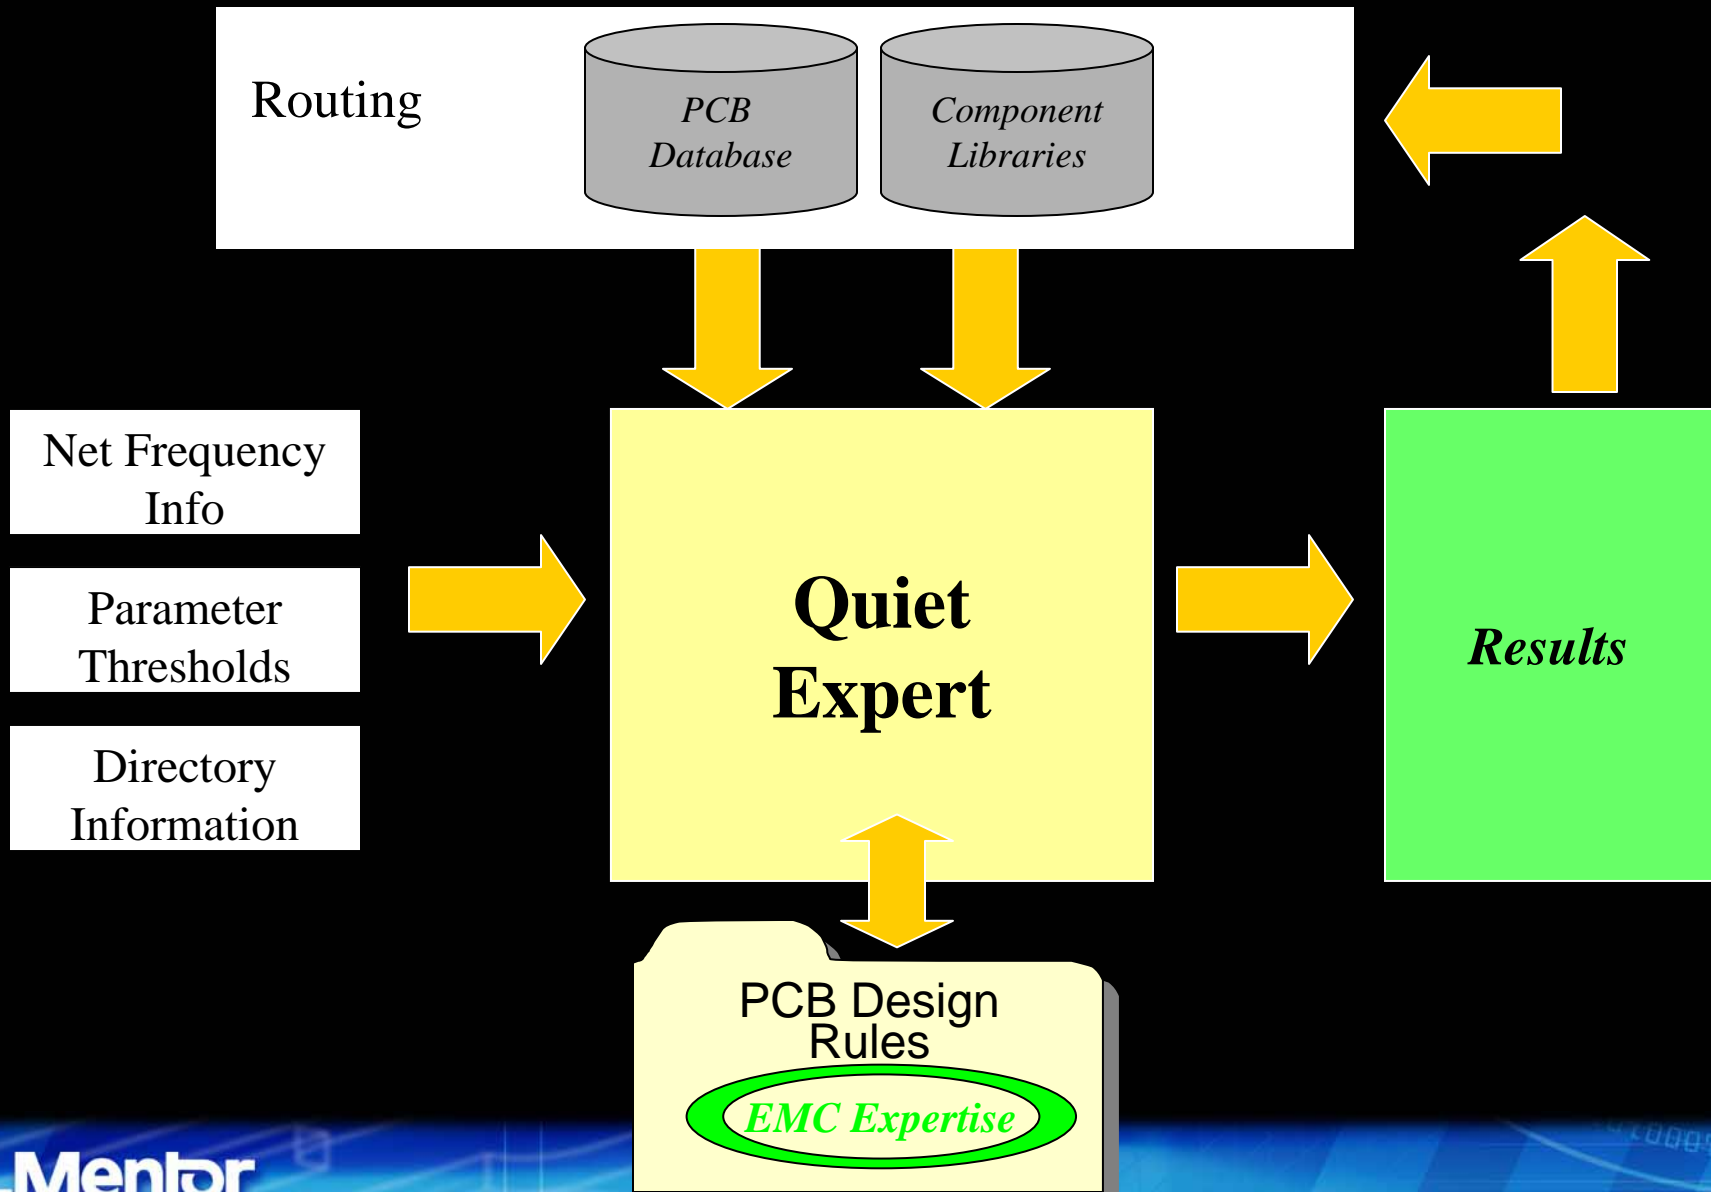 Routing
PCB
Database
Component
Libraries
Net Frequency
Info
Parameter
Thresholds
Directory
Information
Quiet
Expert
Results
PCB Design
Rules
EMC Expertise
Mentor